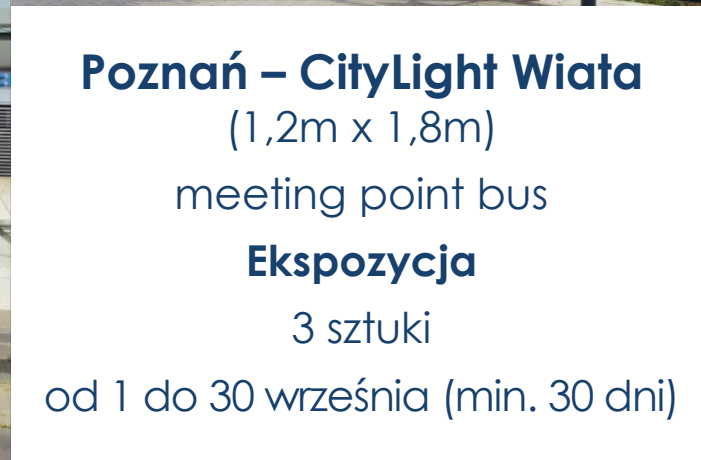 Poznań – CityLight Wiata
(1,2m x 1,8m)
meeting point bus
Ekspozycja
3 sztuki
od 1 do 30 września (min. 30 dni)